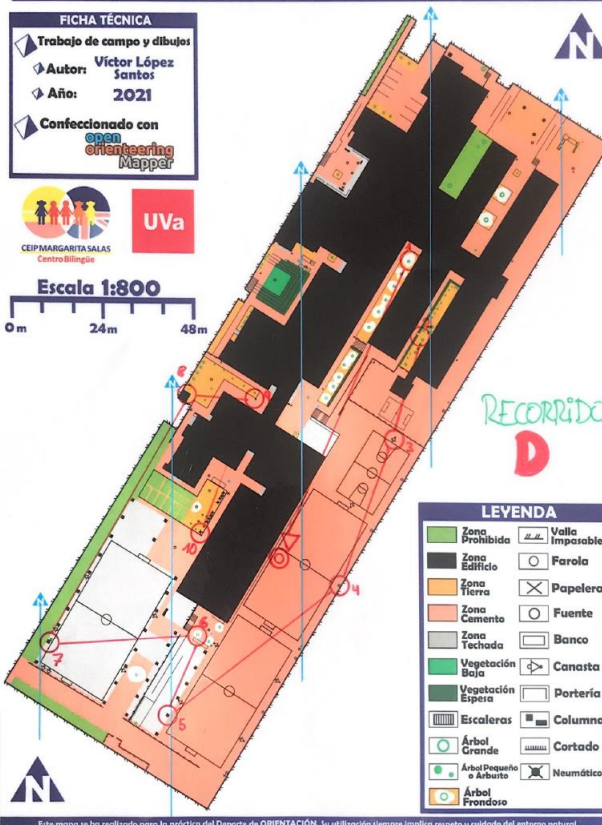 FICHA TÉCNICA
Trabajo de campo y dibujos
Autor: Víctor López
Santos
Año: 2021
Confeccionado con
open
orienteering
Mapper
CEIP MARGARITA SALAS
Centro Bilingüe
UVa
Escala 1:800
0 m 24m 48m
N
N
RECORRIDO
D
3
4
5
6
7
8
9
10
LEYENDA
Zona Prohibida
Valla Impasable
Zona Edificio
Farola
Zona Tierra
Papelera
Zona Cemento
Fuente
Zona Techada
Banco
Vegetación Baja
Canasta
Vegetación Espesa
Portería
Escaleras
Columna
Árbol Grande
Cortado
Árbol Pequeño o Arbusto
Neumático
Árbol Frondoso
Este mapa se ha realizado para la práctica del Deporte de ORIENTACIÓN. Su utilización siempre implica respeto y cuidado del entorno natural.